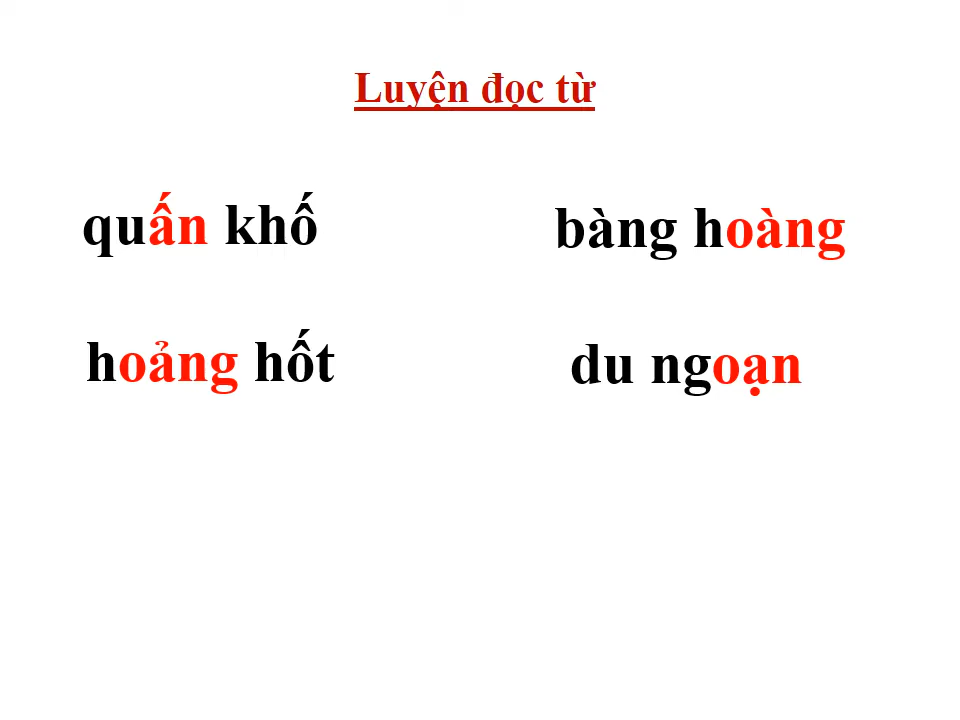 Luyện đọc từ
quấn khố
bàng hoàng
hoảng hốt
du ngoạn